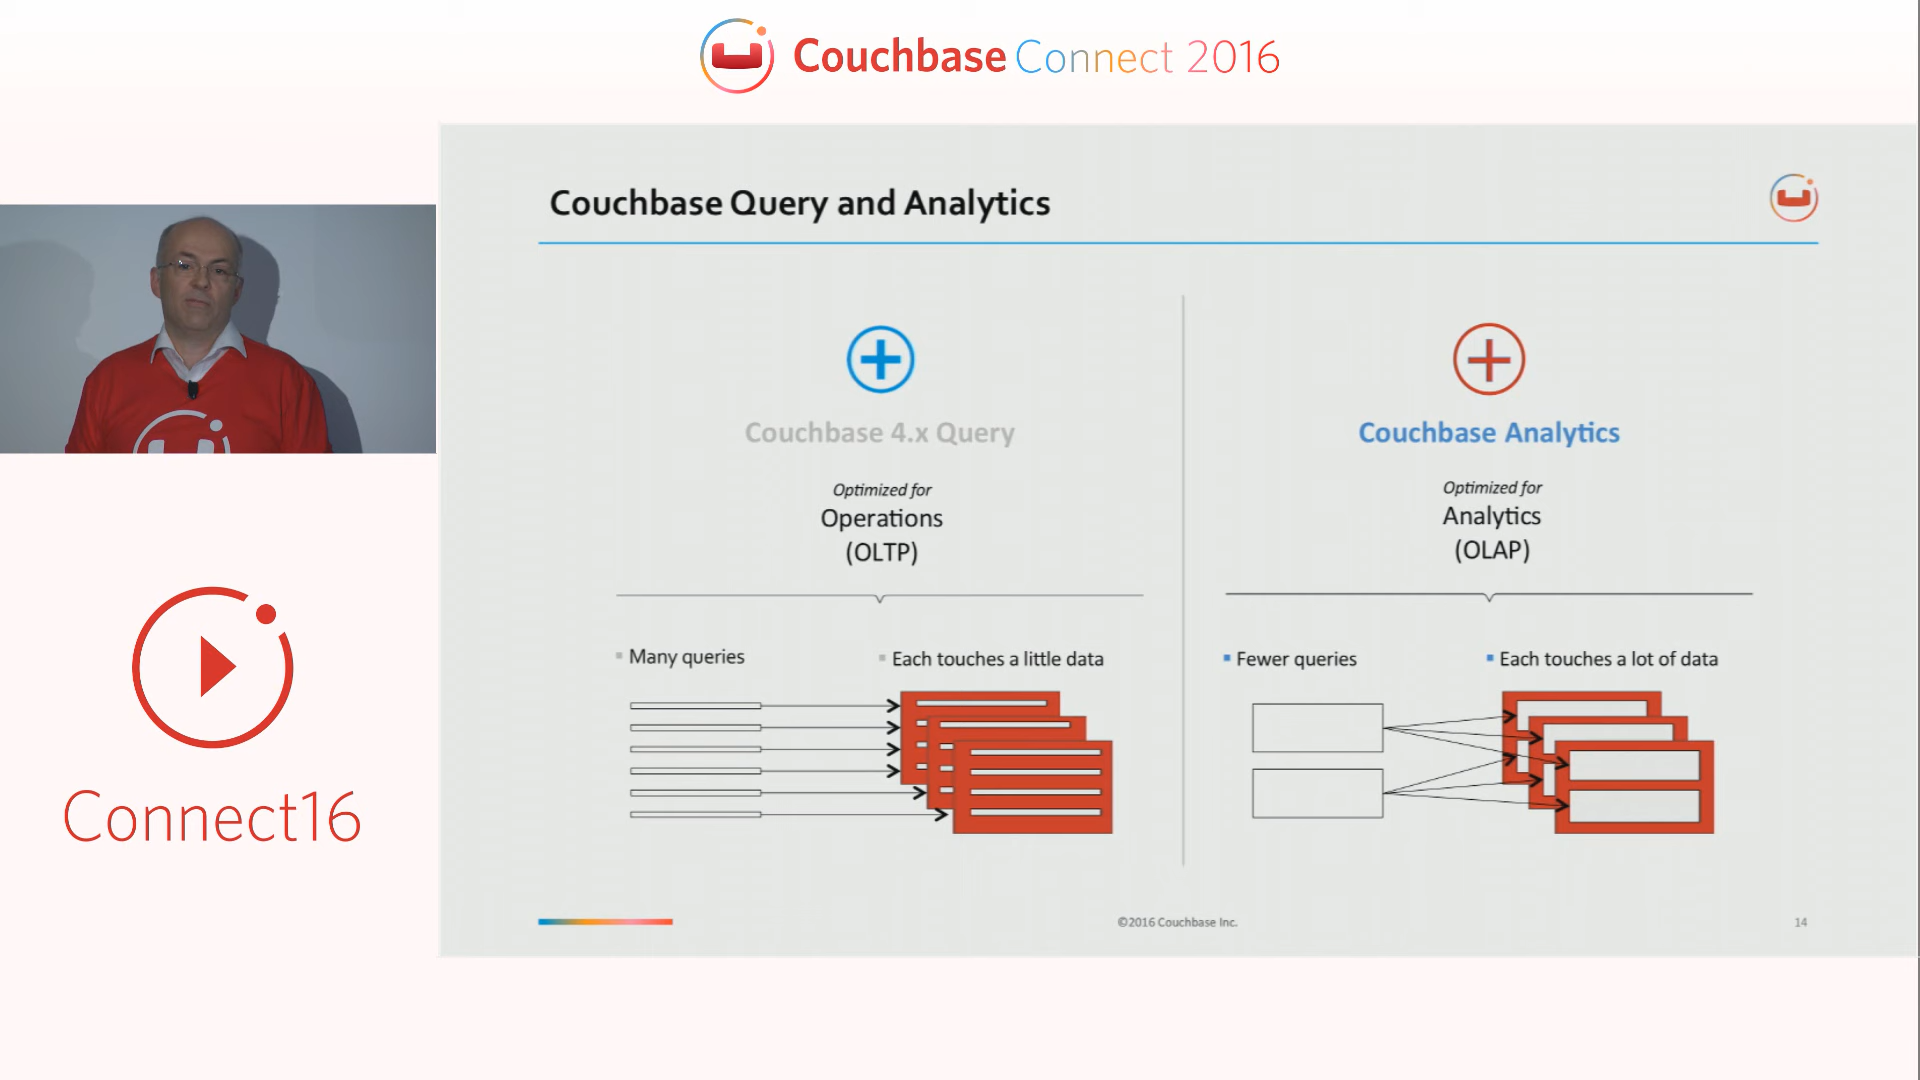 Couchbase Connect 2016
Couchbase Query and Analytics
Couchbase 4.x Query
Optimized for
Operations
(OLTP)
Many queries
Each touches a little data
Couchbase Analytics
Optimized for
Analytics
(OLAP)
Fewer queries
Each touches a lot of data
©2016 Couchbase Inc.
14
Connect16